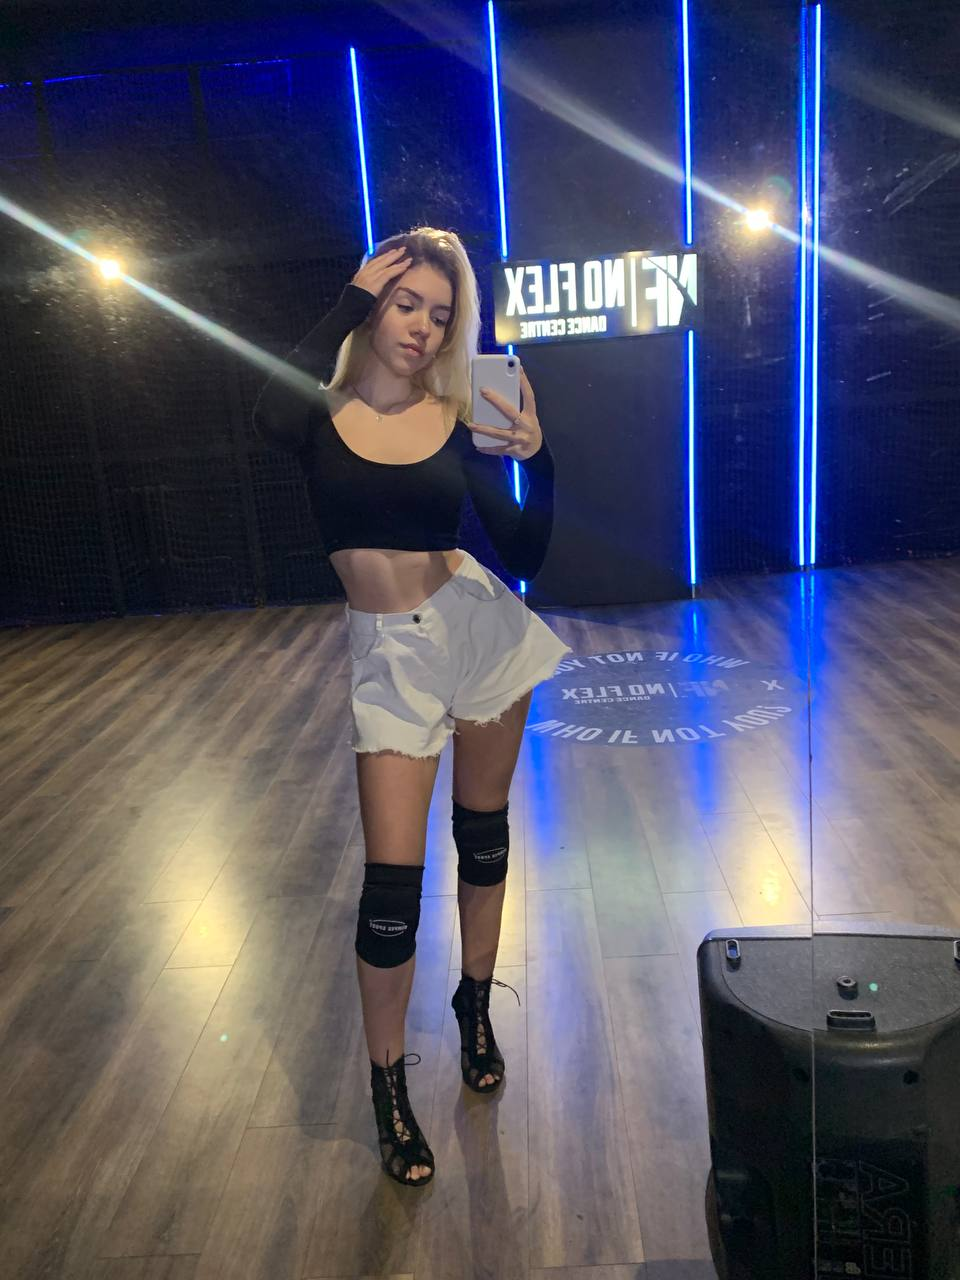 NF | NO FLEX
DANCE CENTRE
WHO IF NOT YOU?
X NF | NO FLEX X
DANCE CENTRE
WHO IF NOT YOU?